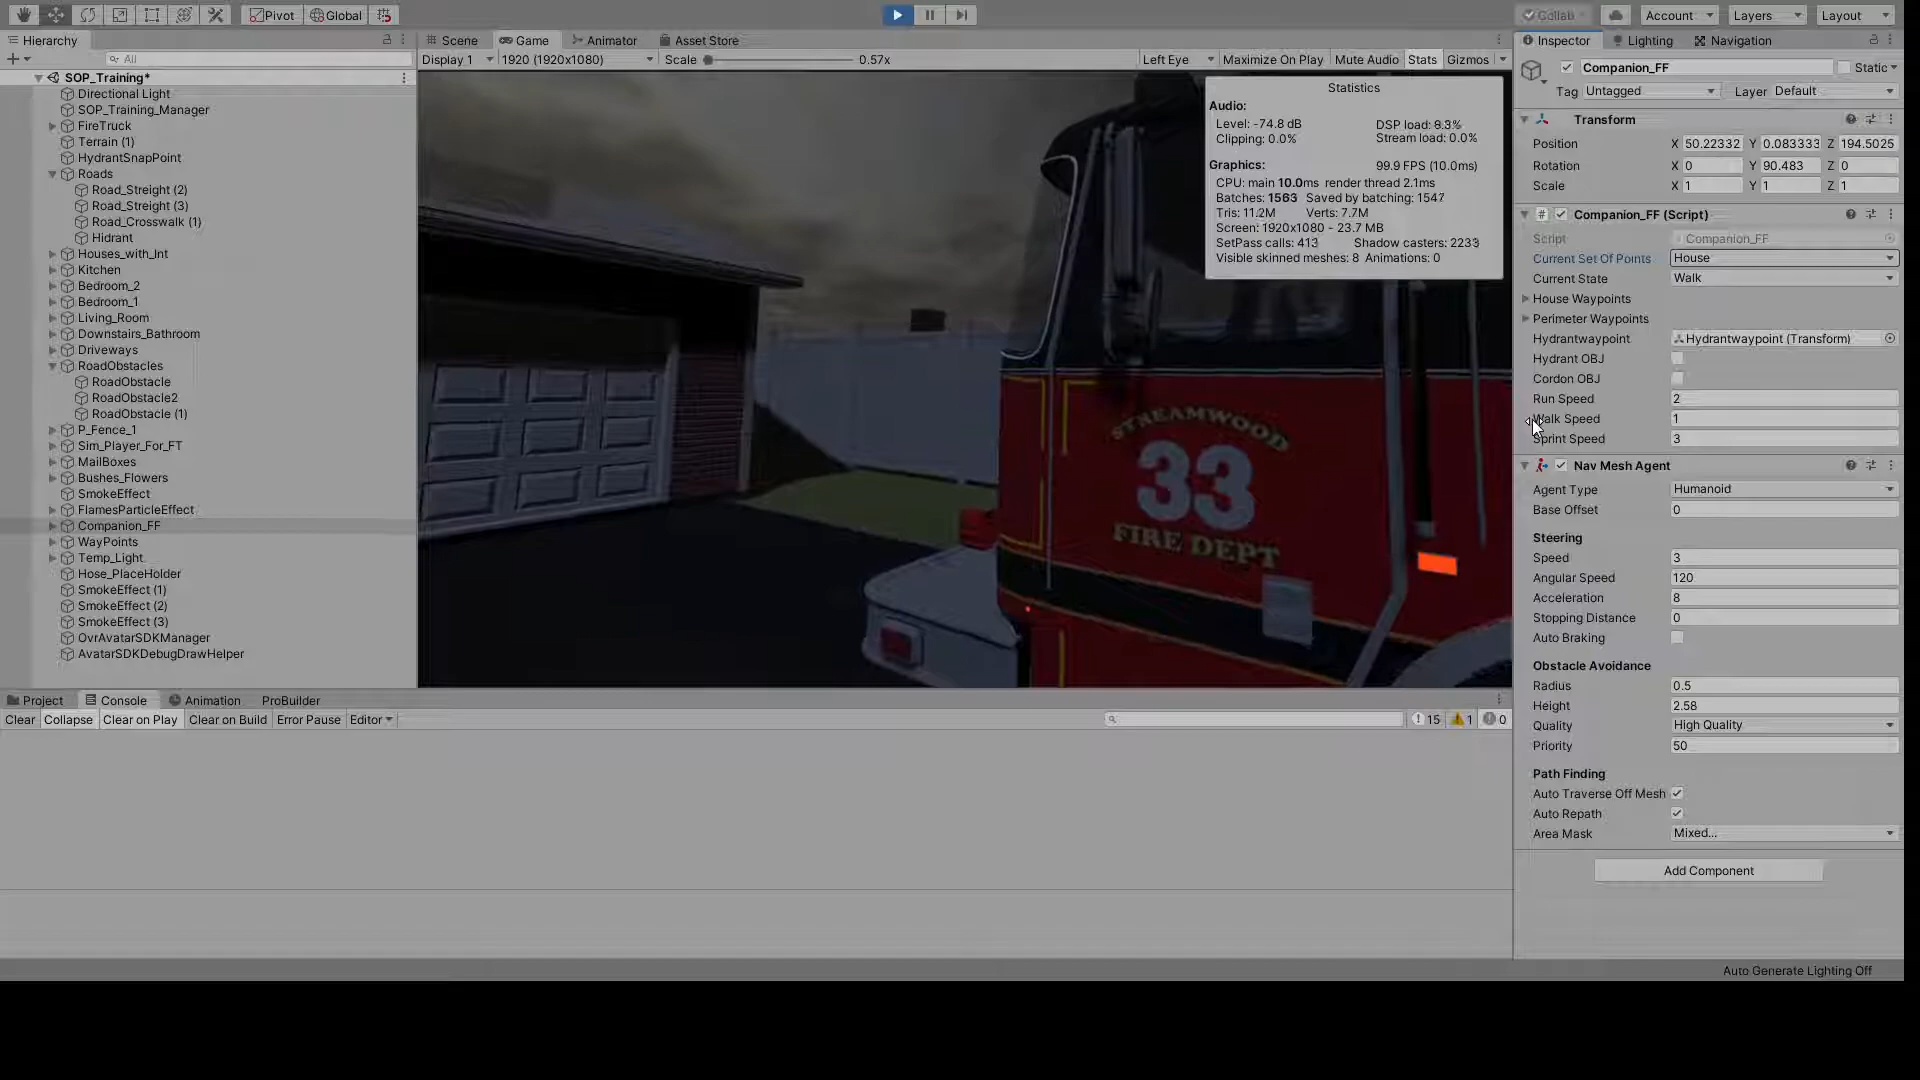 Pivot Global Collab Account Layers Layout
Hierarchy
Scene Game Animator Asset Store
Inspector Lighting Navigation
All
Display 1 1920 (1920x1080) Scale 0.57x Left Eye Maximize On Play Mute Audio Stats Gizmos
SOP_Training*
Directional Light
SOP_Training_Manager
FireTruck
Terrain (1)
HydrantSnapPoint
Roads
Road_Streight (2)
Road_Streight (3)
Road_Crosswalk (1)
Hidrant
Houses_with_Int
Kitchen
Bedroom_2
Bedroom_1
Living_Room
Downstairs_Bathroom
Driveways
RoadObstacles
RoadObstacle
RoadObstacle2
RoadObstacle (1)
P_Fence_1
Sim_Player_For_FT
MailBoxes
Bushes_Flowers
SmokeEffect
FlamesParticleEffect
Companion_FF
WayPoints
Temp_Light
Hose_PlaceHolder
SmokeEffect (1)
SmokeEffect (2)
SmokeEffect (3)
OvrAvatarSDKManager
AvatarSDKDebugDrawHelper
Statistics
Audio:
Level: -74.8 dB DSP load: 8.3%
Clipping: 0.0% Stream load: 0.0%
Graphics: 99.9 FPS (10.0ms)
CPU: main 10.0ms render thread 2.1ms
Batches: 1563 Saved by batching: 1547
Tris: 11.2M Verts: 7.7M
Screen: 1920x1080 - 23.7 MB
SetPass calls: 413 Shadow casters: 2233
Visible skinned meshes: 8 Animations: 0
STREAMWOOD
33
FIRE DEPT
Companion_FF Static
Tag Untagged Layer Default
Transform
Position X 50.22332 Y 0.083333 Z 194.5025
Rotation X 0 Y 90.483 Z 0
Scale X 1 Y 1 Z 1
# Companion_FF (Script)
Script Companion_FF
Current Set Of Points House
Current State Walk
House Waypoints
Perimeter Waypoints
Hydrantwaypoint Hydrantwaypoint (Transform)
Hydrant OBJ
Cordon OBJ
Run Speed 2
Walk Speed 1
Sprint Speed 3
Nav Mesh Agent
Agent Type Humanoid
Base Offset 0
Steering
Speed 3
Angular Speed 120
Acceleration 8
Stopping Distance 0
Auto Braking
Obstacle Avoidance
Radius 0.5
Height 2.58
Quality High Quality
Priority 50
Path Finding
Auto Traverse Off Mesh
Auto Repath
Area Mask Mixed...
Add Component
Project Console Animation ProBuilder
Clear Collapse Clear on Play Clear on Build Error Pause Editor 15 1 0
Auto Generate Lighting Off